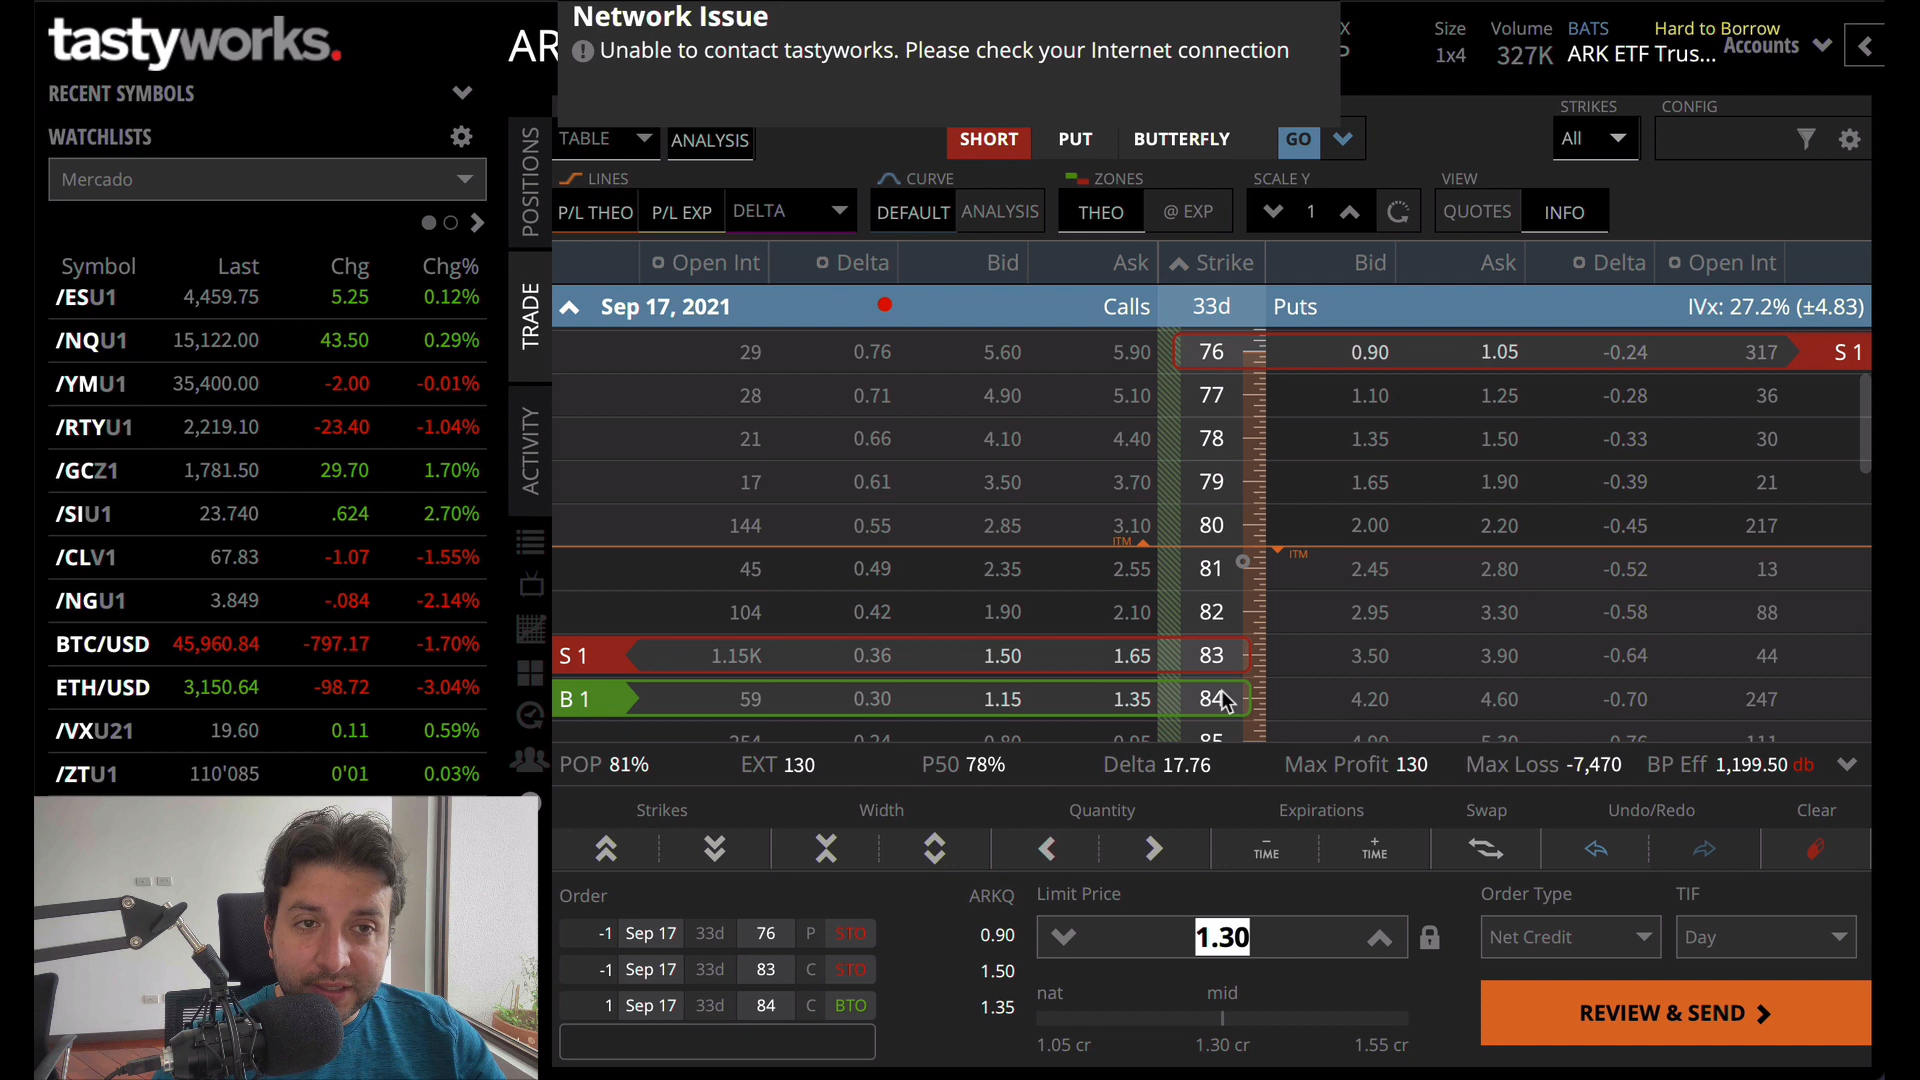 tastyworks.
RECENT SYMBOLS
WATCHLISTS
Mercado
Symbol Last Chg Chg%
/ESU1 4,459.75 5.25 0.12%
/NQU1 15,122.00 43.50 0.29%
/YMU1 35,400.00 -2.00 -0.01%
/RTYU1 2,219.10 -23.40 -1.04%
/GCZ1 1,781.50 29.70 1.70%
/SIU1 23.740 .624 2.70%
/CLV1 67.83 -1.07 -1.55%
/NGU1 3.849 -.084 -2.14%
BTC/USD 45,960.84 -797.17 -1.70%
ETH/USD 3,150.64 -98.72 -3.04%
/VXU21 19.60 0.11 0.59%
/ZTU1 110'085 0'01 0.03%
POSITIONS
TRADE
ACTIVITY
AR
Network Issue
Unable to contact tastyworks. Please check your Internet connection
X
P
Size Volume BATS Hard to Borrow
1x4 327K ARK ETF Trus... Accounts
STRIKES CONFIG
TABLE ANALYSIS SHORT PUT BUTTERFLY GO All
LINES CURVE ZONES SCALE Y VIEW
P/L THEO P/L EXP DELTA DEFAULT ANALYSIS THEO @ EXP 1 QUOTES INFO
Open Int Delta Bid Ask Strike Bid Ask Delta Open Int
Sep 17, 2021 Calls 33d Puts IVx: 27.2% (±4.83)
29 0.76 5.60 5.90 76 0.90 1.05 -0.24 317 S 1
28 0.71 4.90 5.10 77 1.10 1.25 -0.28 36
21 0.66 4.10 4.40 78 1.35 1.50 -0.33 30
17 0.61 3.50 3.70 79 1.65 1.90 -0.39 21
144 0.55 2.85 3.10 80 2.00 2.20 -0.45 217
ITM ITM
45 0.49 2.35 2.55 81 2.45 2.80 -0.52 13
104 0.42 1.90 2.10 82 2.95 3.30 -0.58 88
S 1 1.15K 0.36 1.50 1.65 83 3.50 3.90 -0.64 44
B 1 59 0.30 1.15 1.35 84 4.20 4.60 -0.70 247
254 0.24 0.80 0.95 85 4.90 5.30 -0.76 111
POP 81% EXT 130 P50 78% Delta 17.76 Max Profit 130 Max Loss -7,470 BP Eff 1,199.50 db
Strikes Width Quantity Expirations Swap Undo/Redo Clear
TIME TIME
Order ARKQ Limit Price Order Type TIF
-1 Sep 17 33d 76 P STO 0.90
-1 Sep 17 33d 83 C STO 1.50
1 Sep 17 33d 84 C BTO 1.35
1.30
Net Credit Day
nat mid
1.05 cr 1.30 cr 1.55 cr
REVIEW & SEND